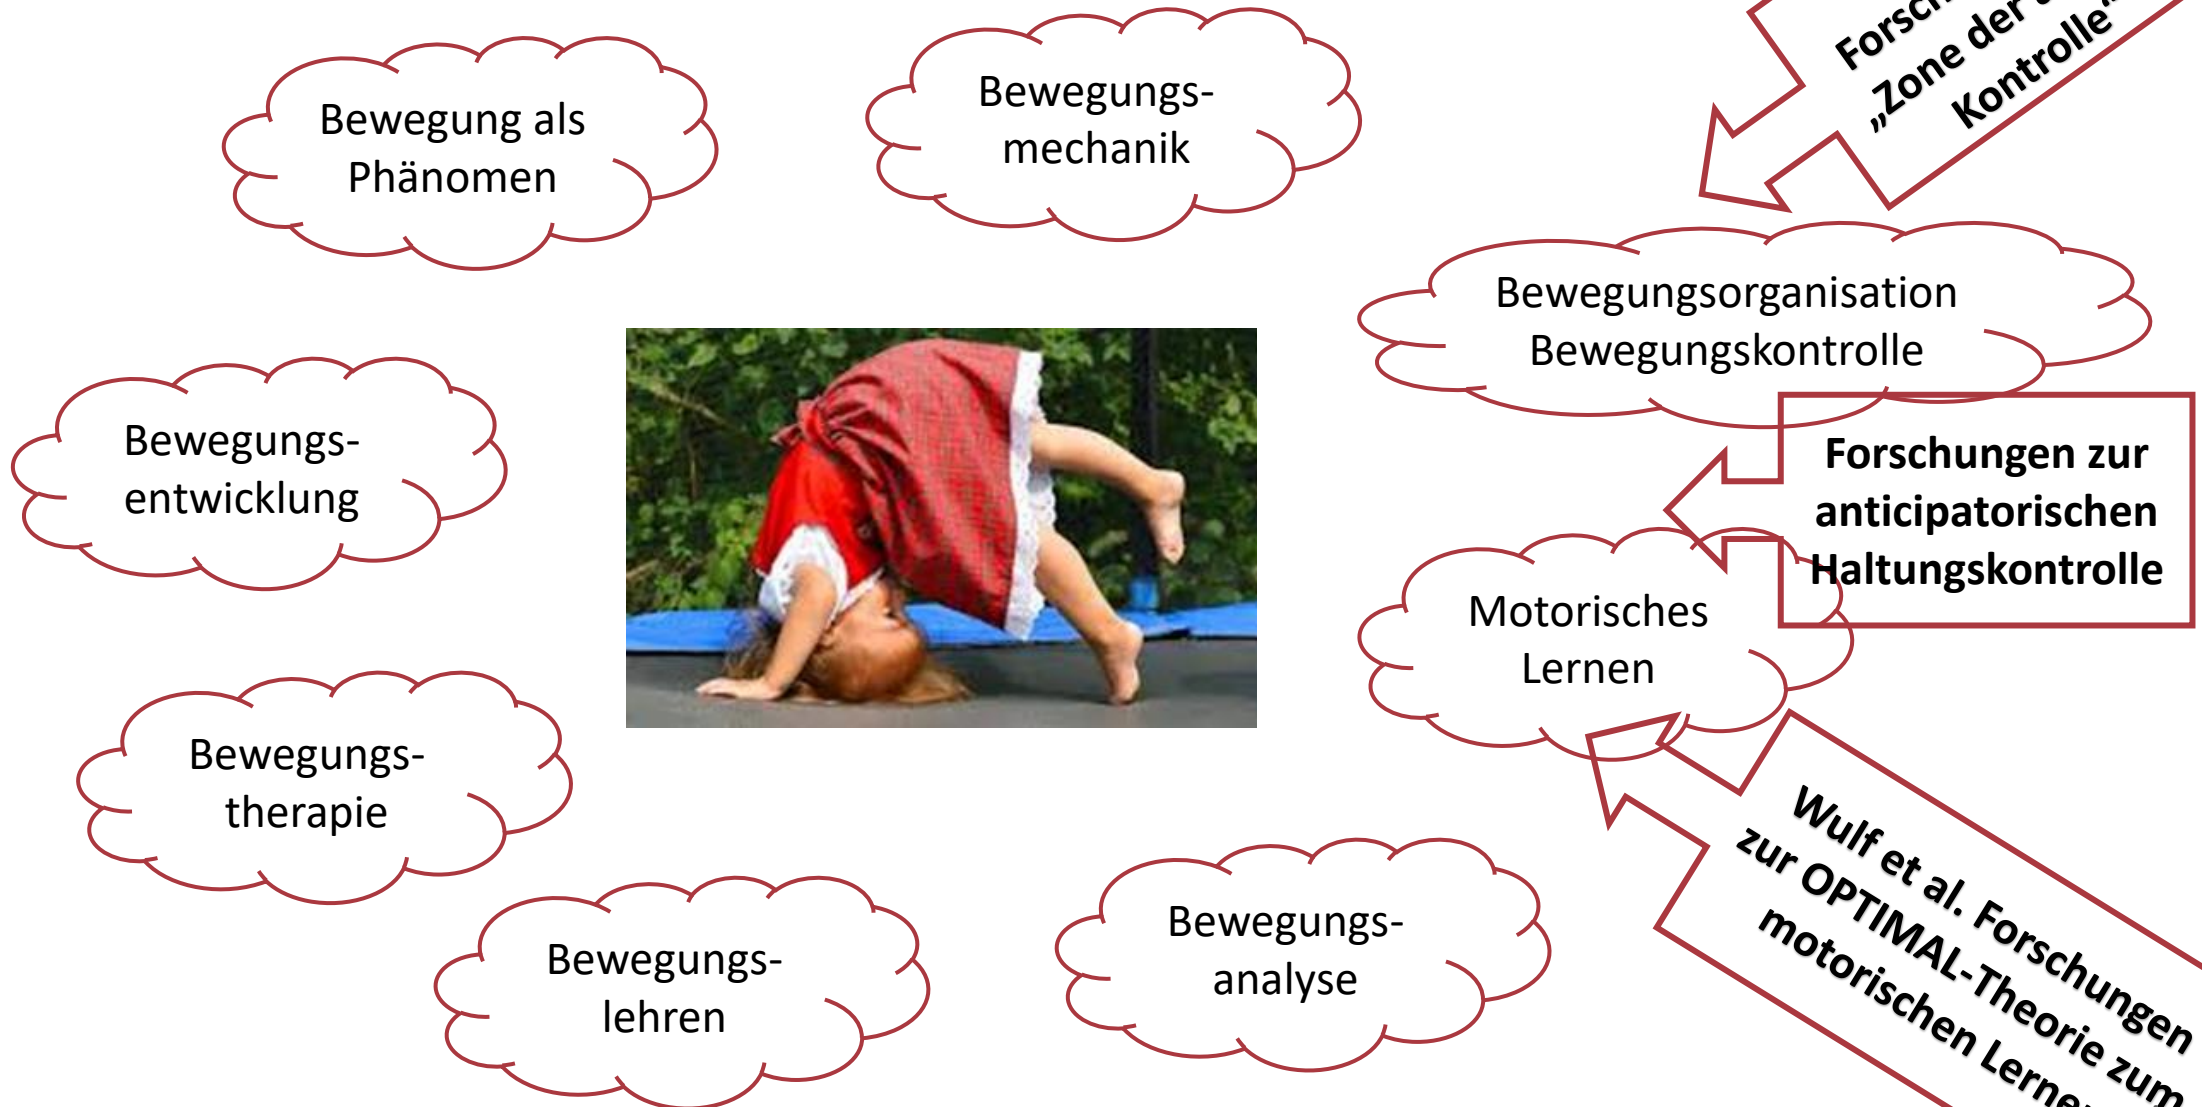 Bewegung als
Phänomen
Bewegungs-
mechanik
„Zone der
Kontrolle“
Bewegungsorganisation
Bewegungskontrolle
Bewegungs-
entwicklung
Forschungen zur
anticipatorischen
Haltungskontrolle
Motorisches
Lernen
Bewegungs-
therapie
Wulf et al. Forschungen
zur OPTIMAL-Theorie zum
motorischen
Bewegungs-
lehren
Bewegungs-
analyse